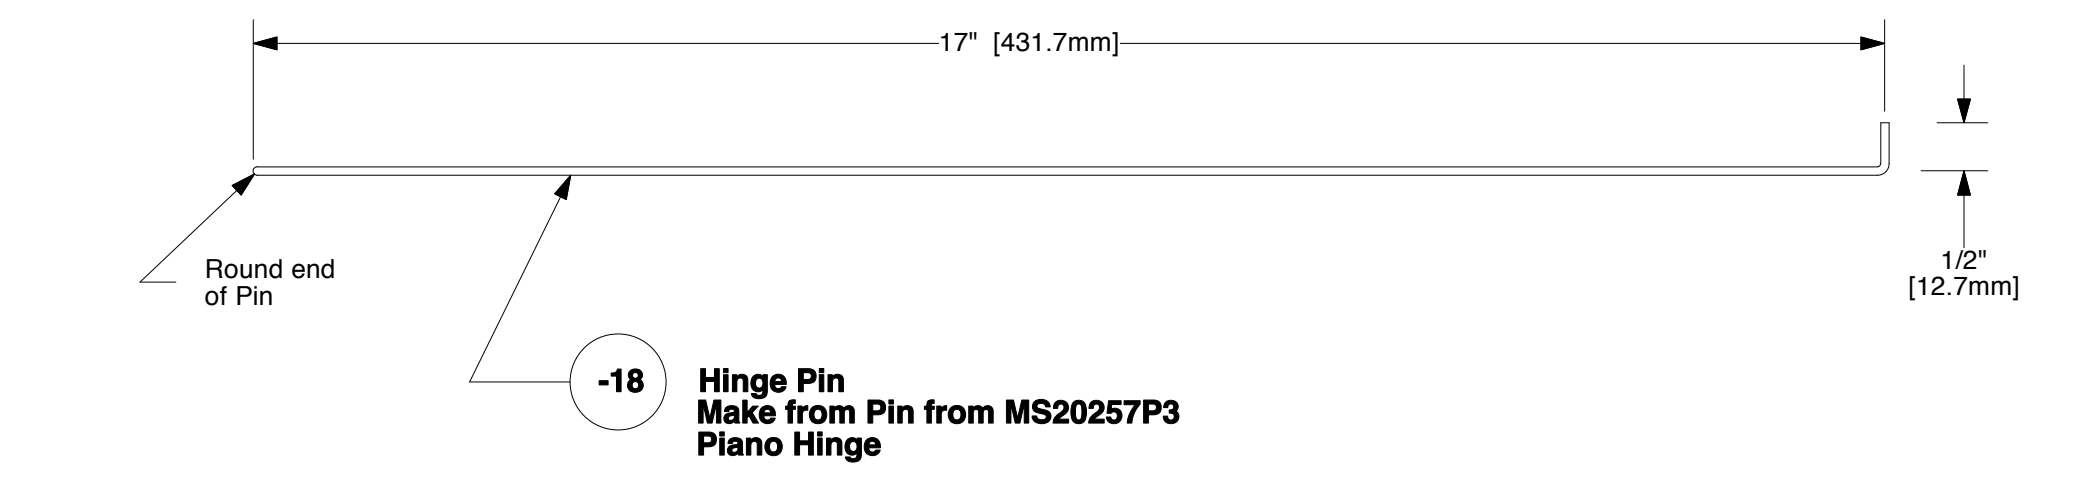 17" [431.7mm]
1/2"
[12.7mm]
Round end
of Pin
-18
Hinge Pin
Make from Pin from MS20257P3
Piano Hinge